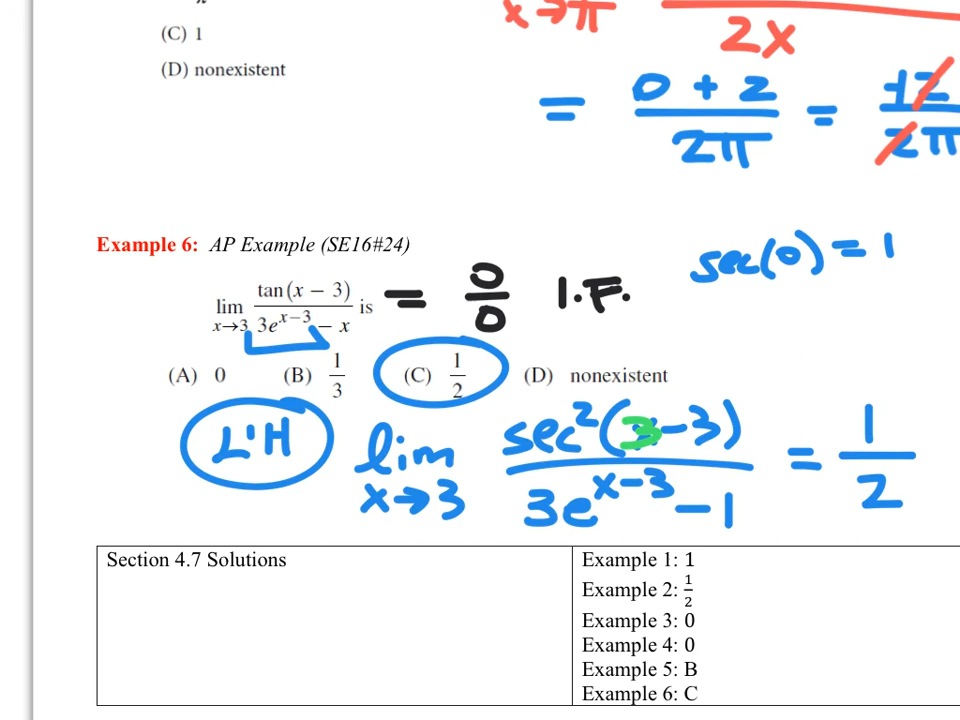 (C) 1
x→π
2x
(D) nonexistent
= 0 + 2 / 2π = 12 / 2π
Example 6: AP Example (SE16#24)
sec(0) = 1
lim x→3 tan(x − 3) / 3e^{x−3} − x is = 0/0 I.F.
(A) 0 (B) 1/3 (C) 1/2 (D) nonexistent
L'H lim x→3 sec²(3-3) / 3e^{x-3} - 1 = 1/2
Section 4.7 Solutions
Example 1: 1
Example 2: 1/2
Example 3: 0
Example 4: 0
Example 5: B
Example 6: C